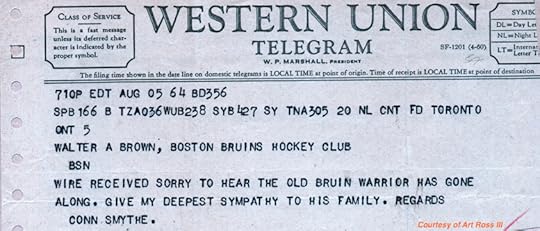 CLASS OF SERVICE
This is a fast message
unless its deferred char-
acter is indicated by the
proper symbol.
WESTERN UNION
TELEGRAM
W. P. MARSHALL, PRESIDENT
SF-1201 (4-60)
SYMBO
DL=Day Let
NL=Night L
LT=Internat
Letter T
The filing time shown in the date line on domestic telegrams is LOCAL TIME at point of origin. Time of receipt is LOCAL TIME at point of destination
710P EDT AUG 05 64 BD356
SPB166 B TZA036WUB238 SYB427 SY TNA305 20 NL CNT FD TORONTO
ONT 5
WALTER A BROWN, BOSTON BRUINS HOCKEY CLUB
BSN
WIRE RECEIVED SORRY TO HEAR THE OLD BRUIN WARRIOR HAS GONE
ALONG. GIVE MY DEEPEST SYMPATHY TO HIS FAMILY. REGARDS
CONN SMYTHE.
Courtesy of Art Ross III